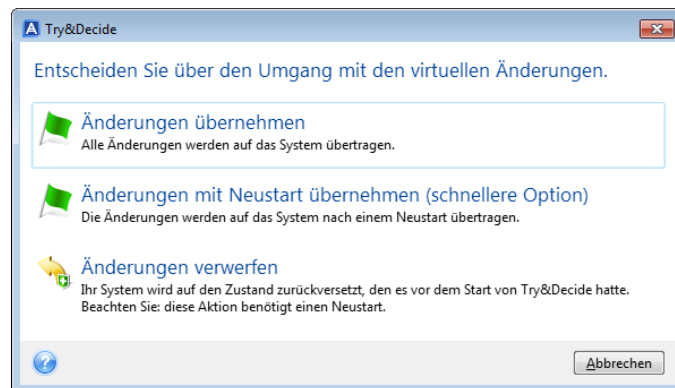 Try&Decide
Entscheiden Sie über den Umgang mit den virtuellen Änderungen.
Änderungen übernehmen
Alle Änderungen werden auf das System übertragen.
Änderungen mit Neustart übernehmen (schnellere Option)
Die Änderungen werden auf das System nach einem Neustart übertragen.
Änderungen verwerfen
Ihr System wird auf den Zustand zurückversetzt, den es vor dem Start von Try&Decide hatte.
Beachten Sie: diese Aktion benötigt einen Neustart.
Abbrechen